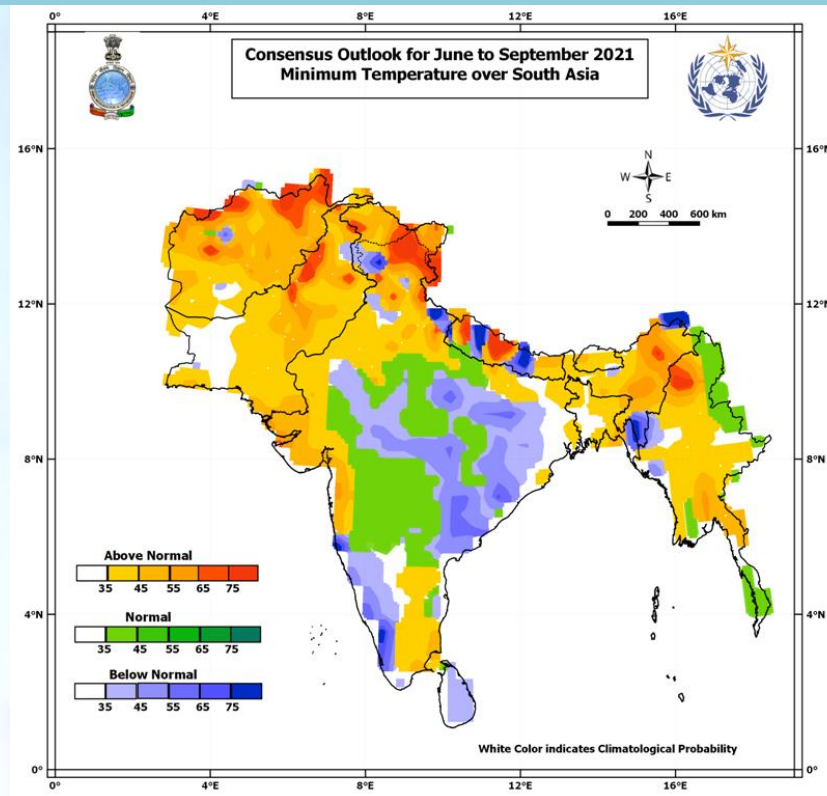 0° 4°E 8°E 12°E 16°E 0°
Consensus Outlook for June to September 2021
Minimum Temperature over South Asia
16°N 16°N
N
W E
S
0 200 400 600 km
12°N 12°N
8°N 8°N
4°N 4°N
0° 0°
Above Normal
35 45 55 65 75
Normal
35 45 55 65 75
Below Normal
35 45 55 65 75
White Color indicates Climatological Probability
0° 4°E 8°E 12°E 16°E 0°